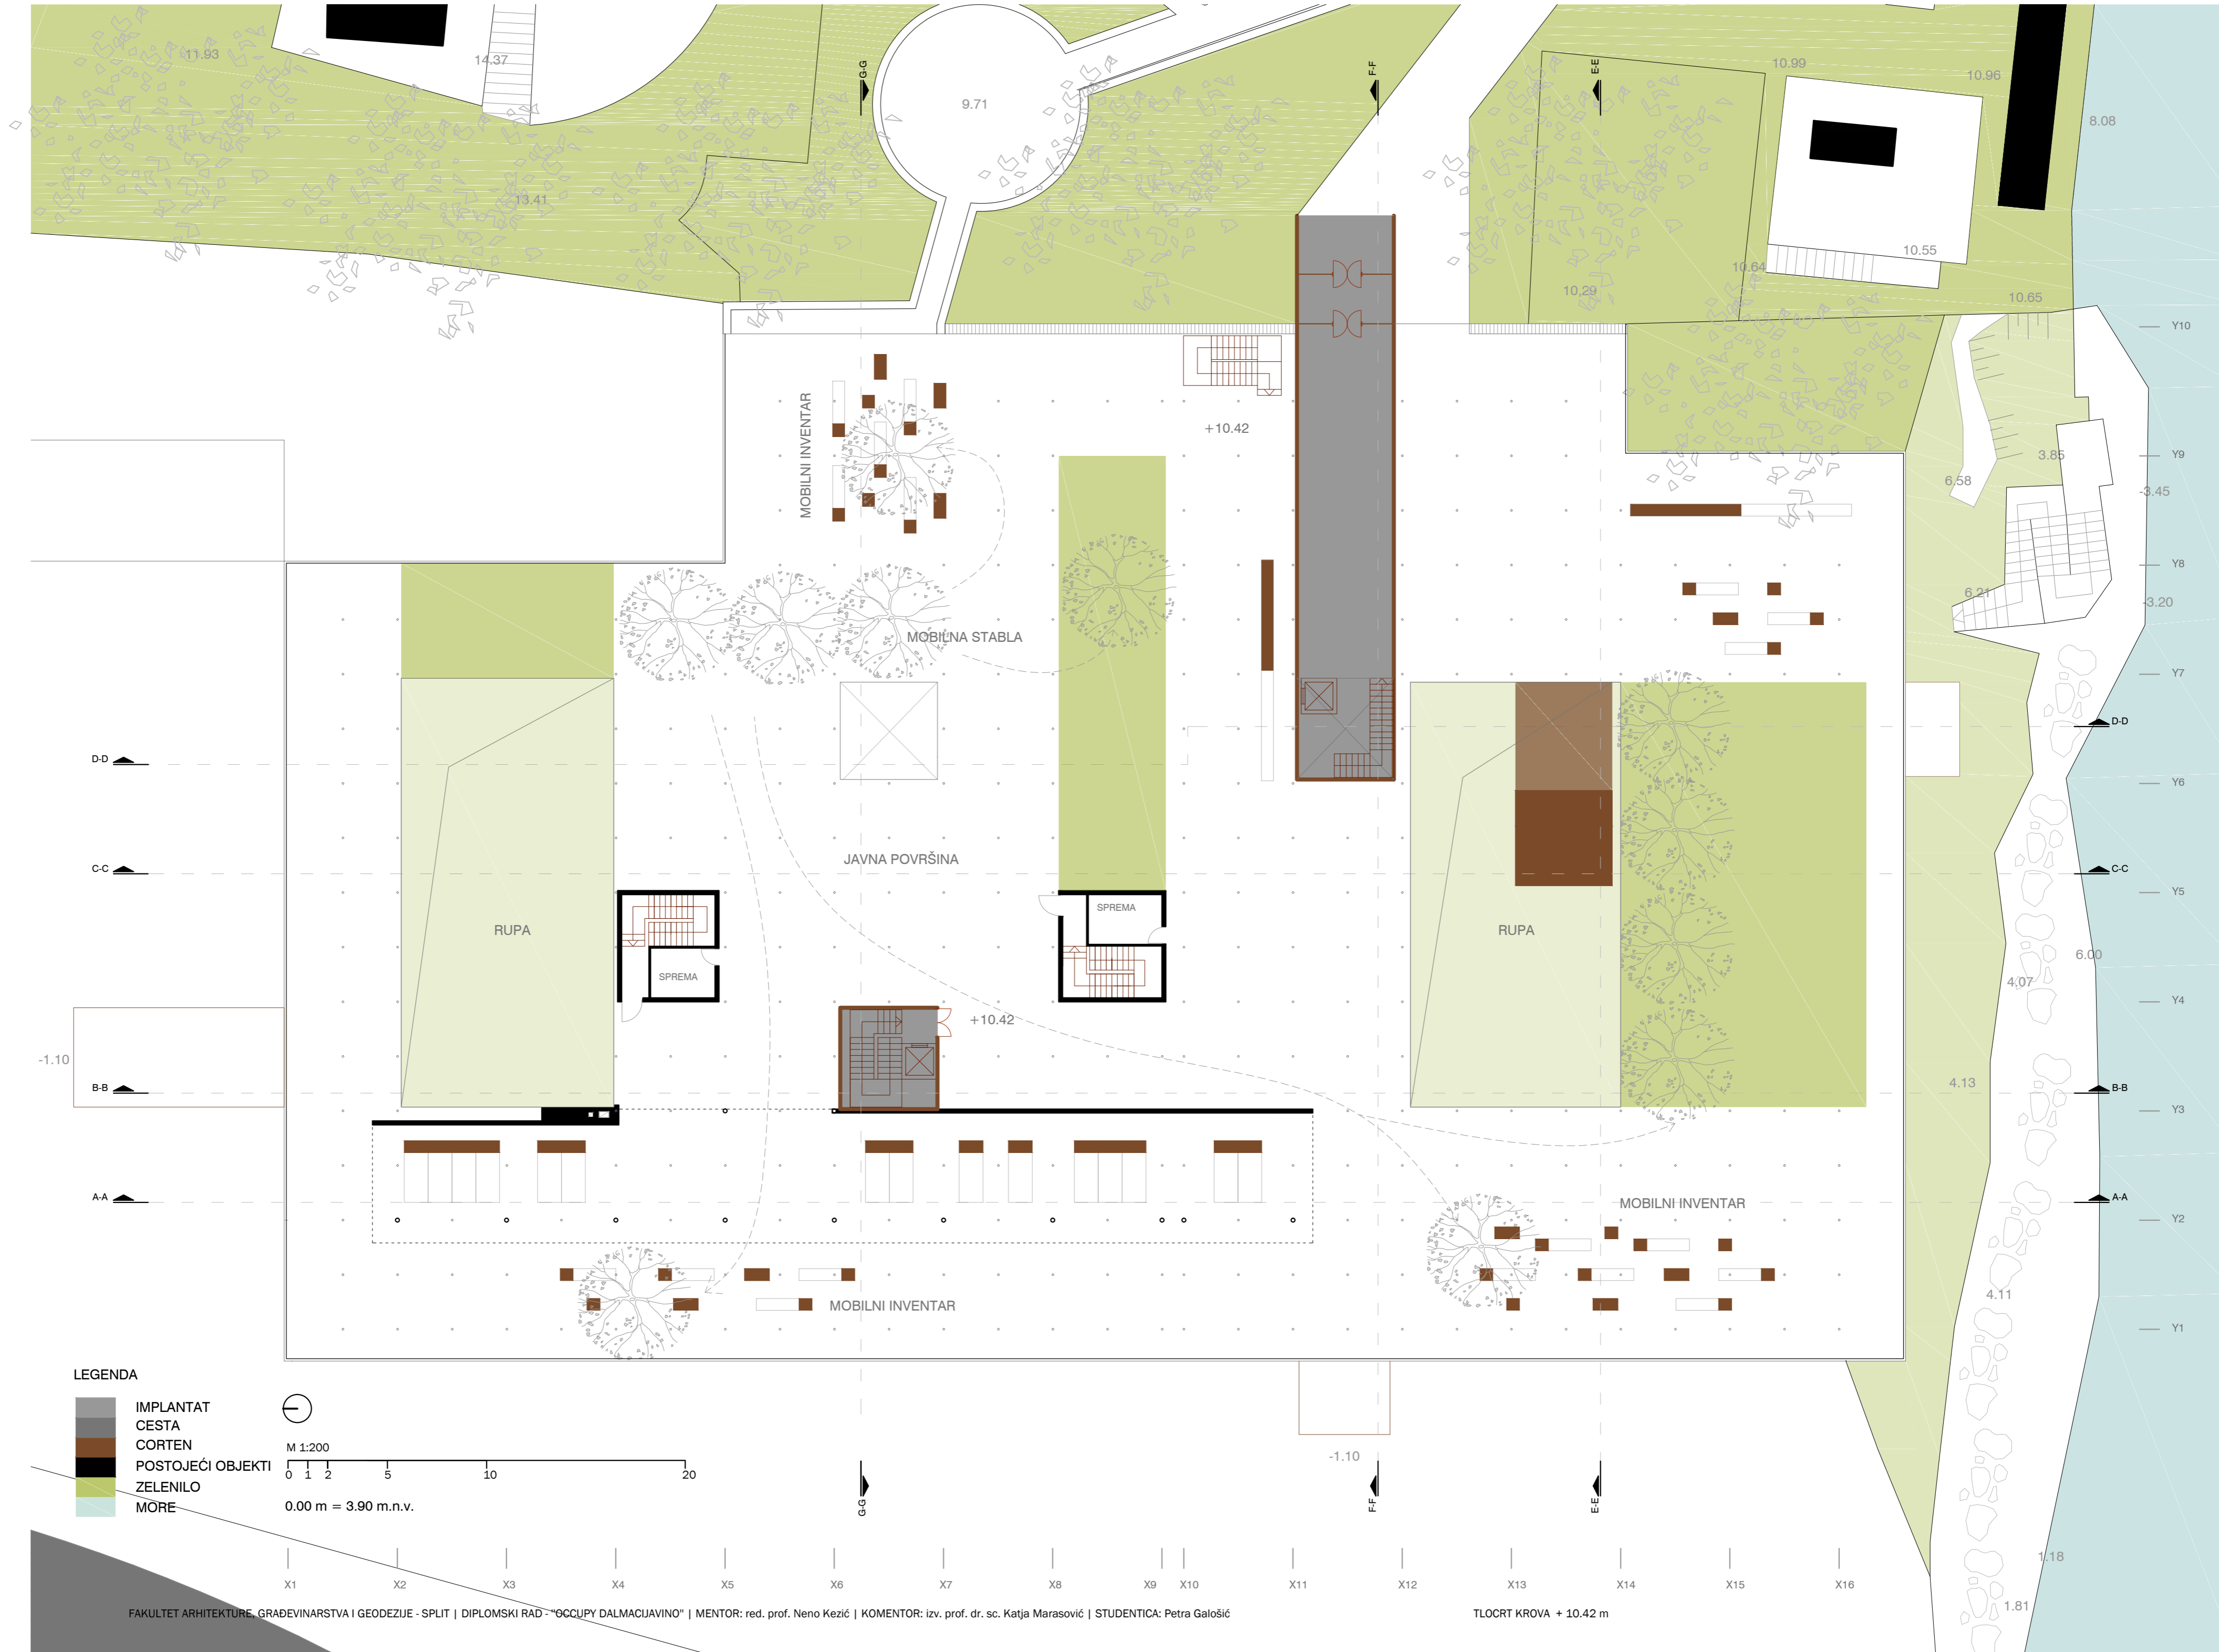 11.93
14.37
G-G
F-F
E-E
9.71
10.99
10.96
8.08
13.41
10.55
10.64
10.29
10.65
Y10
MOBILNI INVENTAR
+10.42
Y9
3.85
6.58
-3.45
Y8
6.21
-3.20
MOBILNA STABLA
Y7
D-D
D-D
Y6
JAVNA POVRŠINA
C-C
C-C
Y5
SPREMA
RUPA
RUPA
6.00
SPREMA
4.07
Y4
+10.42
-1.10
4.13
B-B
B-B
Y3
A-A
MOBILNI INVENTAR
A-A
Y2
4.11
MOBILNI INVENTAR
Y1
LEGENDA
IMPLANTAT
CESTA
CORTEN
POSTOJEĆI OBJEKTI
ZELENILO
MORE
M 1:200
0 1 2 5 10 20
0.00 m = 3.90 m.n.v.
-1.10
G-G
F-F
E-E
1.18
X1 X2 X3 X4 X5 X6 X7 X8 X9 X10 X11 X12 X13 X14 X15 X16
1.81
FAKULTET ARHITEKTURE, GRAĐEVINARSTVA I GEODEZIJE - SPLIT | DIPLOMSKI RAD - "OCCUPY DALMACIJAVINO" | MENTOR: red. prof. Neno Kezić | KOMENTOR: izv. prof. dr. sc. Katja Marasović | STUDENTICA: Petra Galošić
TLOCRT KROVA + 10.42 m